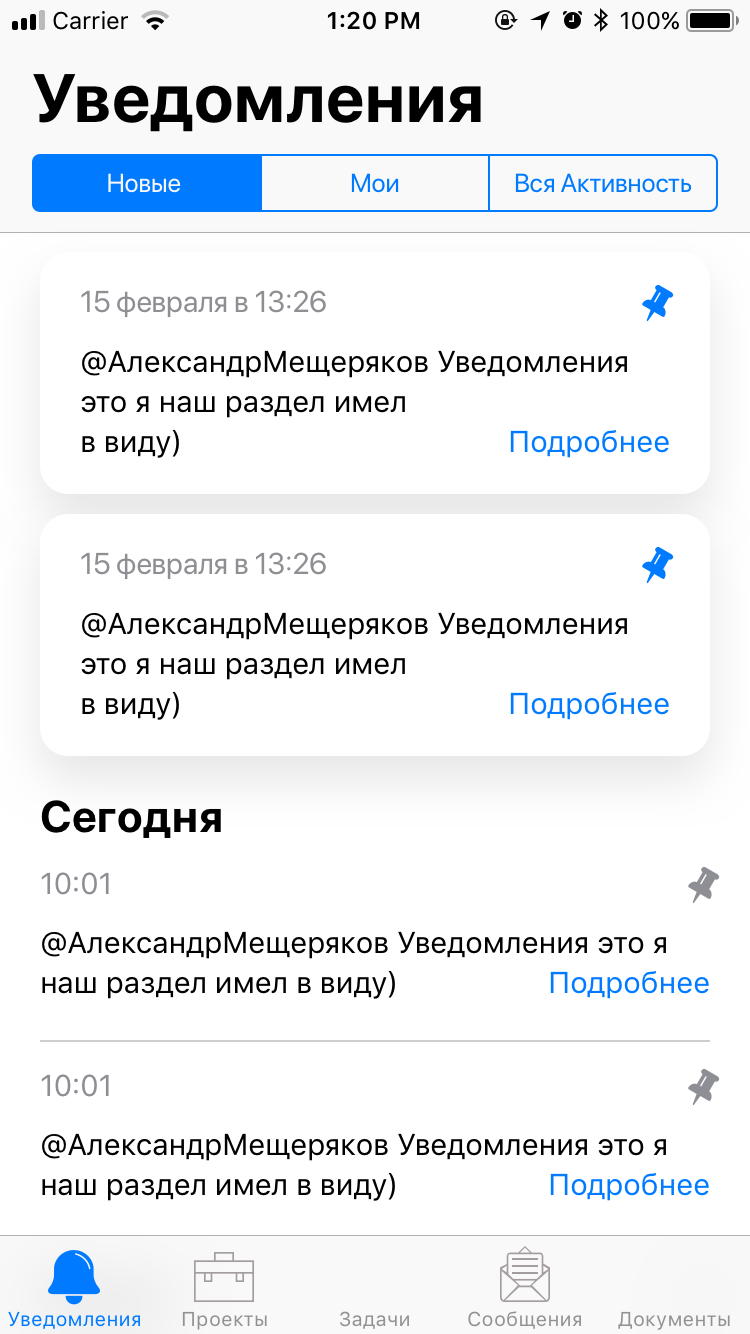 Carrier 1:20 PM 100%
Уведомления
Новые Мои Вся Активность
15 февраля в 13:26
@АлександрМещеряков Уведомления
это я наш раздел имел
в виду) Подробнее
15 февраля в 13:26
@АлександрМещеряков Уведомления
это я наш раздел имел
в виду) Подробнее
Сегодня
10:01
@АлександрМещеряков Уведомления это я
наш раздел имел в виду) Подробнее
10:01
@АлександрМещеряков Уведомления это я
наш раздел имел в виду) Подробнее
Уведомления Проекты Задачи Сообщения Документы